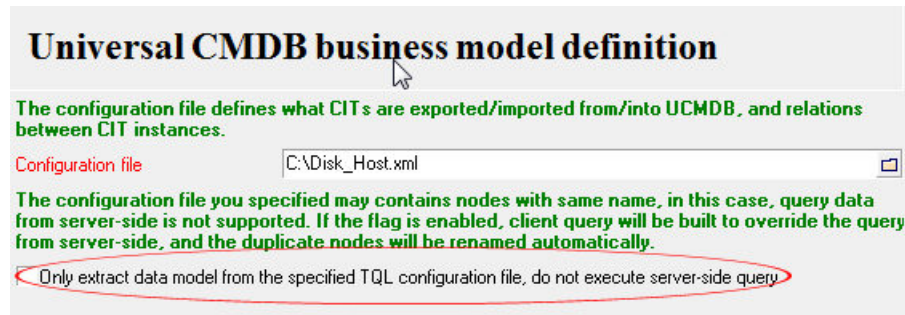 Universal CMDB business model definition
The configuration file defines what CITs are exported/imported from/into UCMDB, and relations
between CIT instances.
Configuration file C:\Disk_Host.xml
The configuration file you specified may contains nodes with same name, in this case, query data
from server-side is not supported. If the flag is enabled, client query will be built to override the query
from server-side, and the duplicate nodes will be renamed automatically.
Only extract data model from the specified TQL configuration file, do not execute server-side query